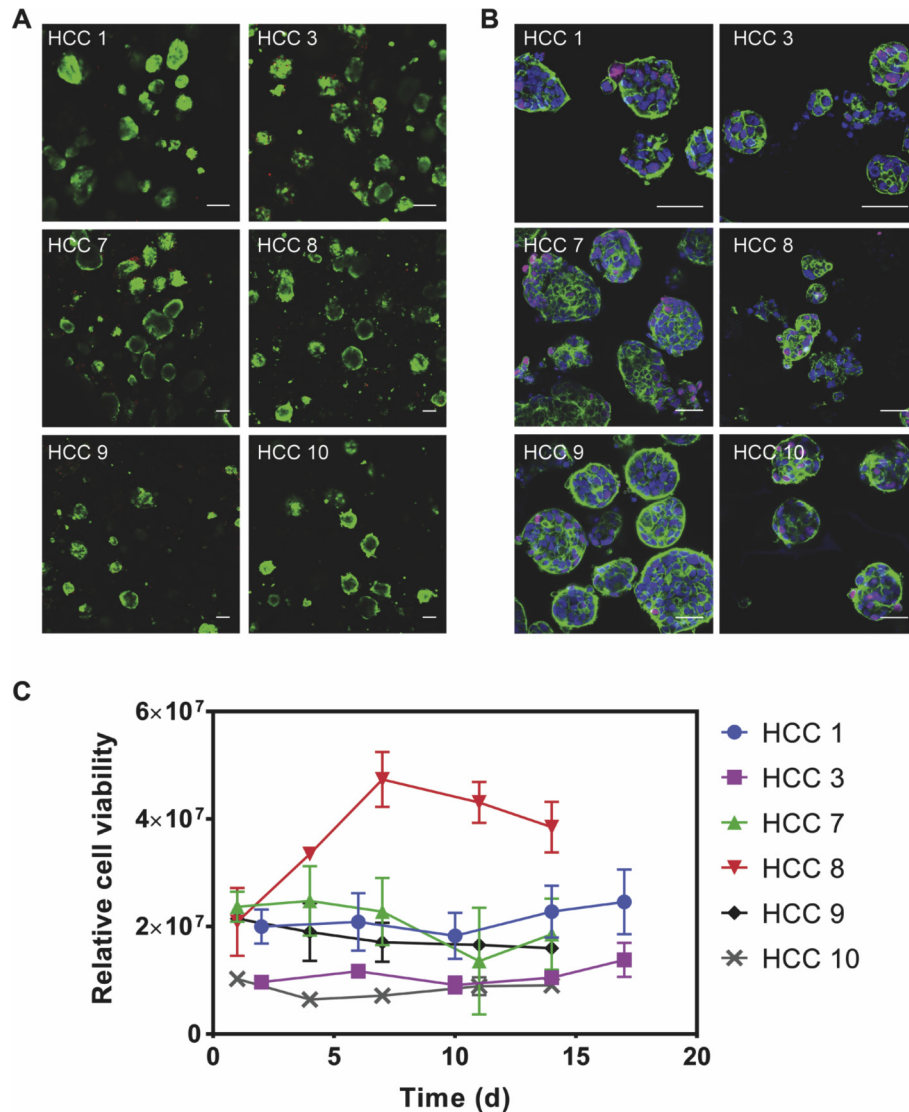 A
HCC 1
HCC 3
HCC 7
HCC 8
HCC 9
HCC 10
B
HCC 1
HCC 3
HCC 7
HCC 8
HCC 9
HCC 10
C
Relative cell viability
6×10⁷
4×10⁷
2×10⁷
0
0
5
10
15
20
Time (d)
HCC 1
HCC 3
HCC 7
HCC 8
HCC 9
HCC 10